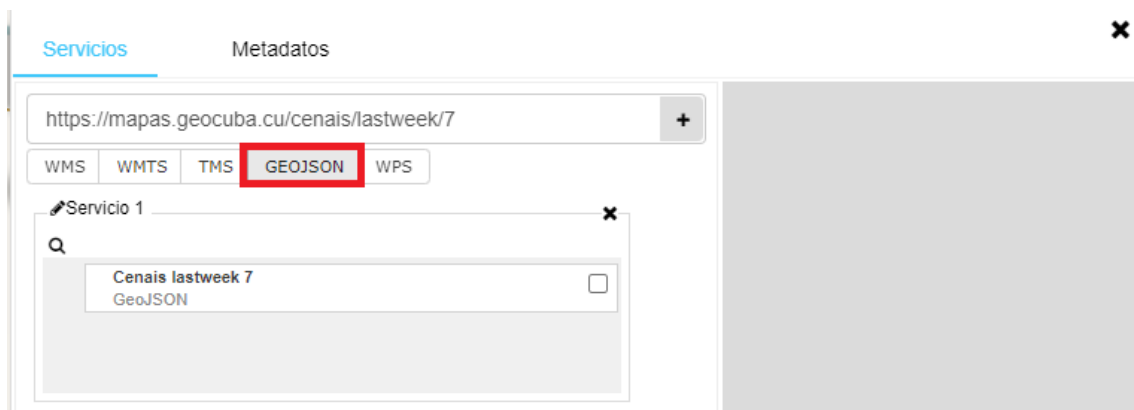 Servicios Metadatos
https://mapas.geocuba.cu/cenais/lastweek/7 +
WMS WMTS TMS GEOJSON WPS
Servicio 1
Cenais lastweek 7
GeoJSON